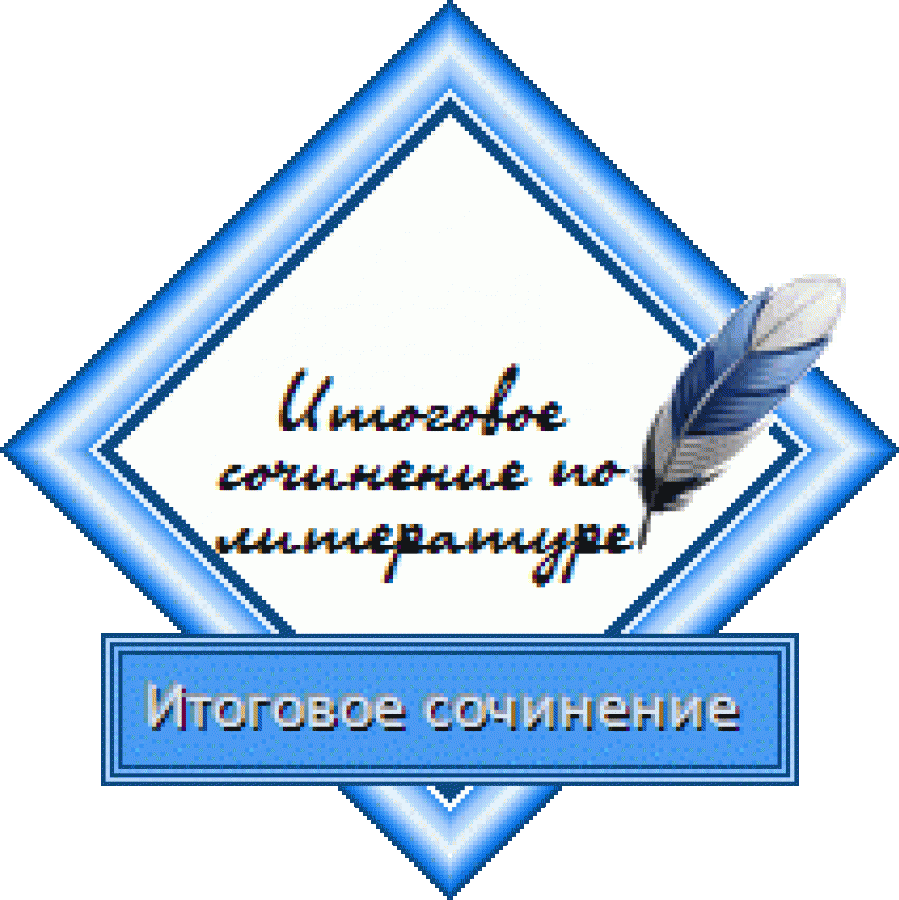 Итоговое
сочинение по
литературе
Итоговое сочинение